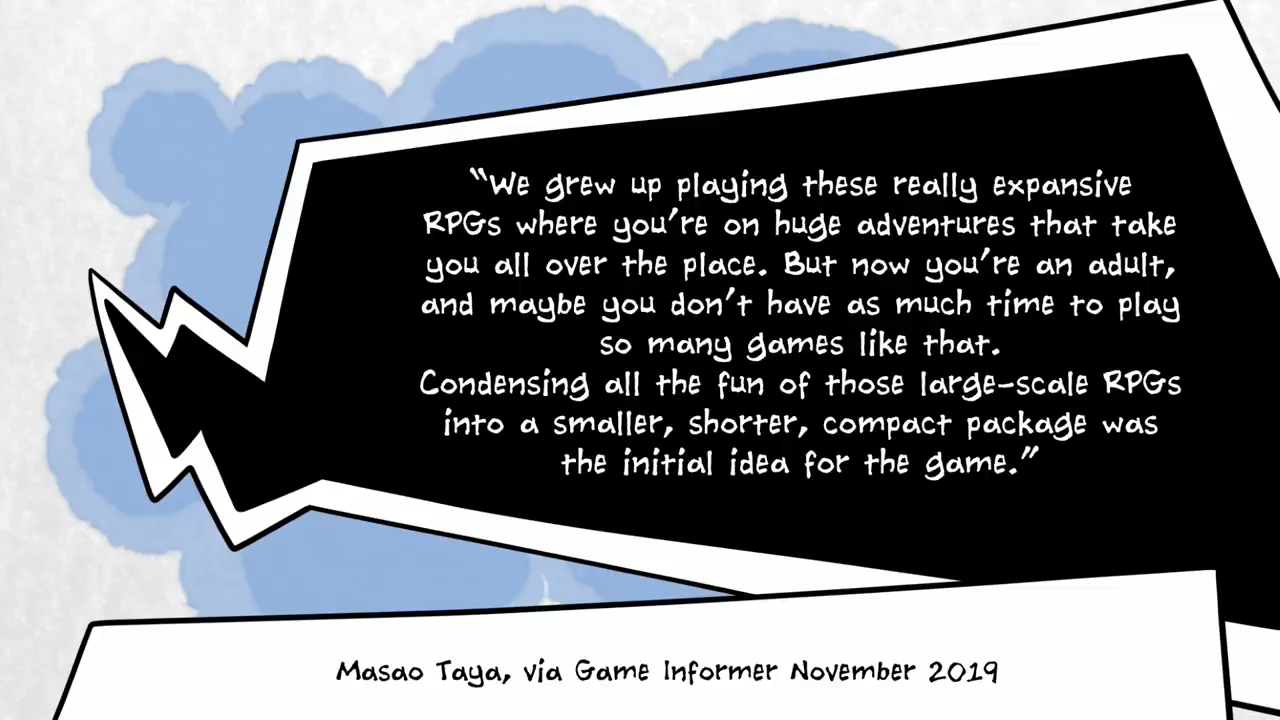 “We grew up playing these really expansive
RPGs where you’re on huge adventures that take
you all over the place. But now you’re an adult,
and maybe you don’t have as much time to play
so many games like that.
Condensing all the fun of those large-scale RPGs
into a smaller, shorter, compact package was
the initial idea for the game.”
Masao Taya, via Game Informer November 2019